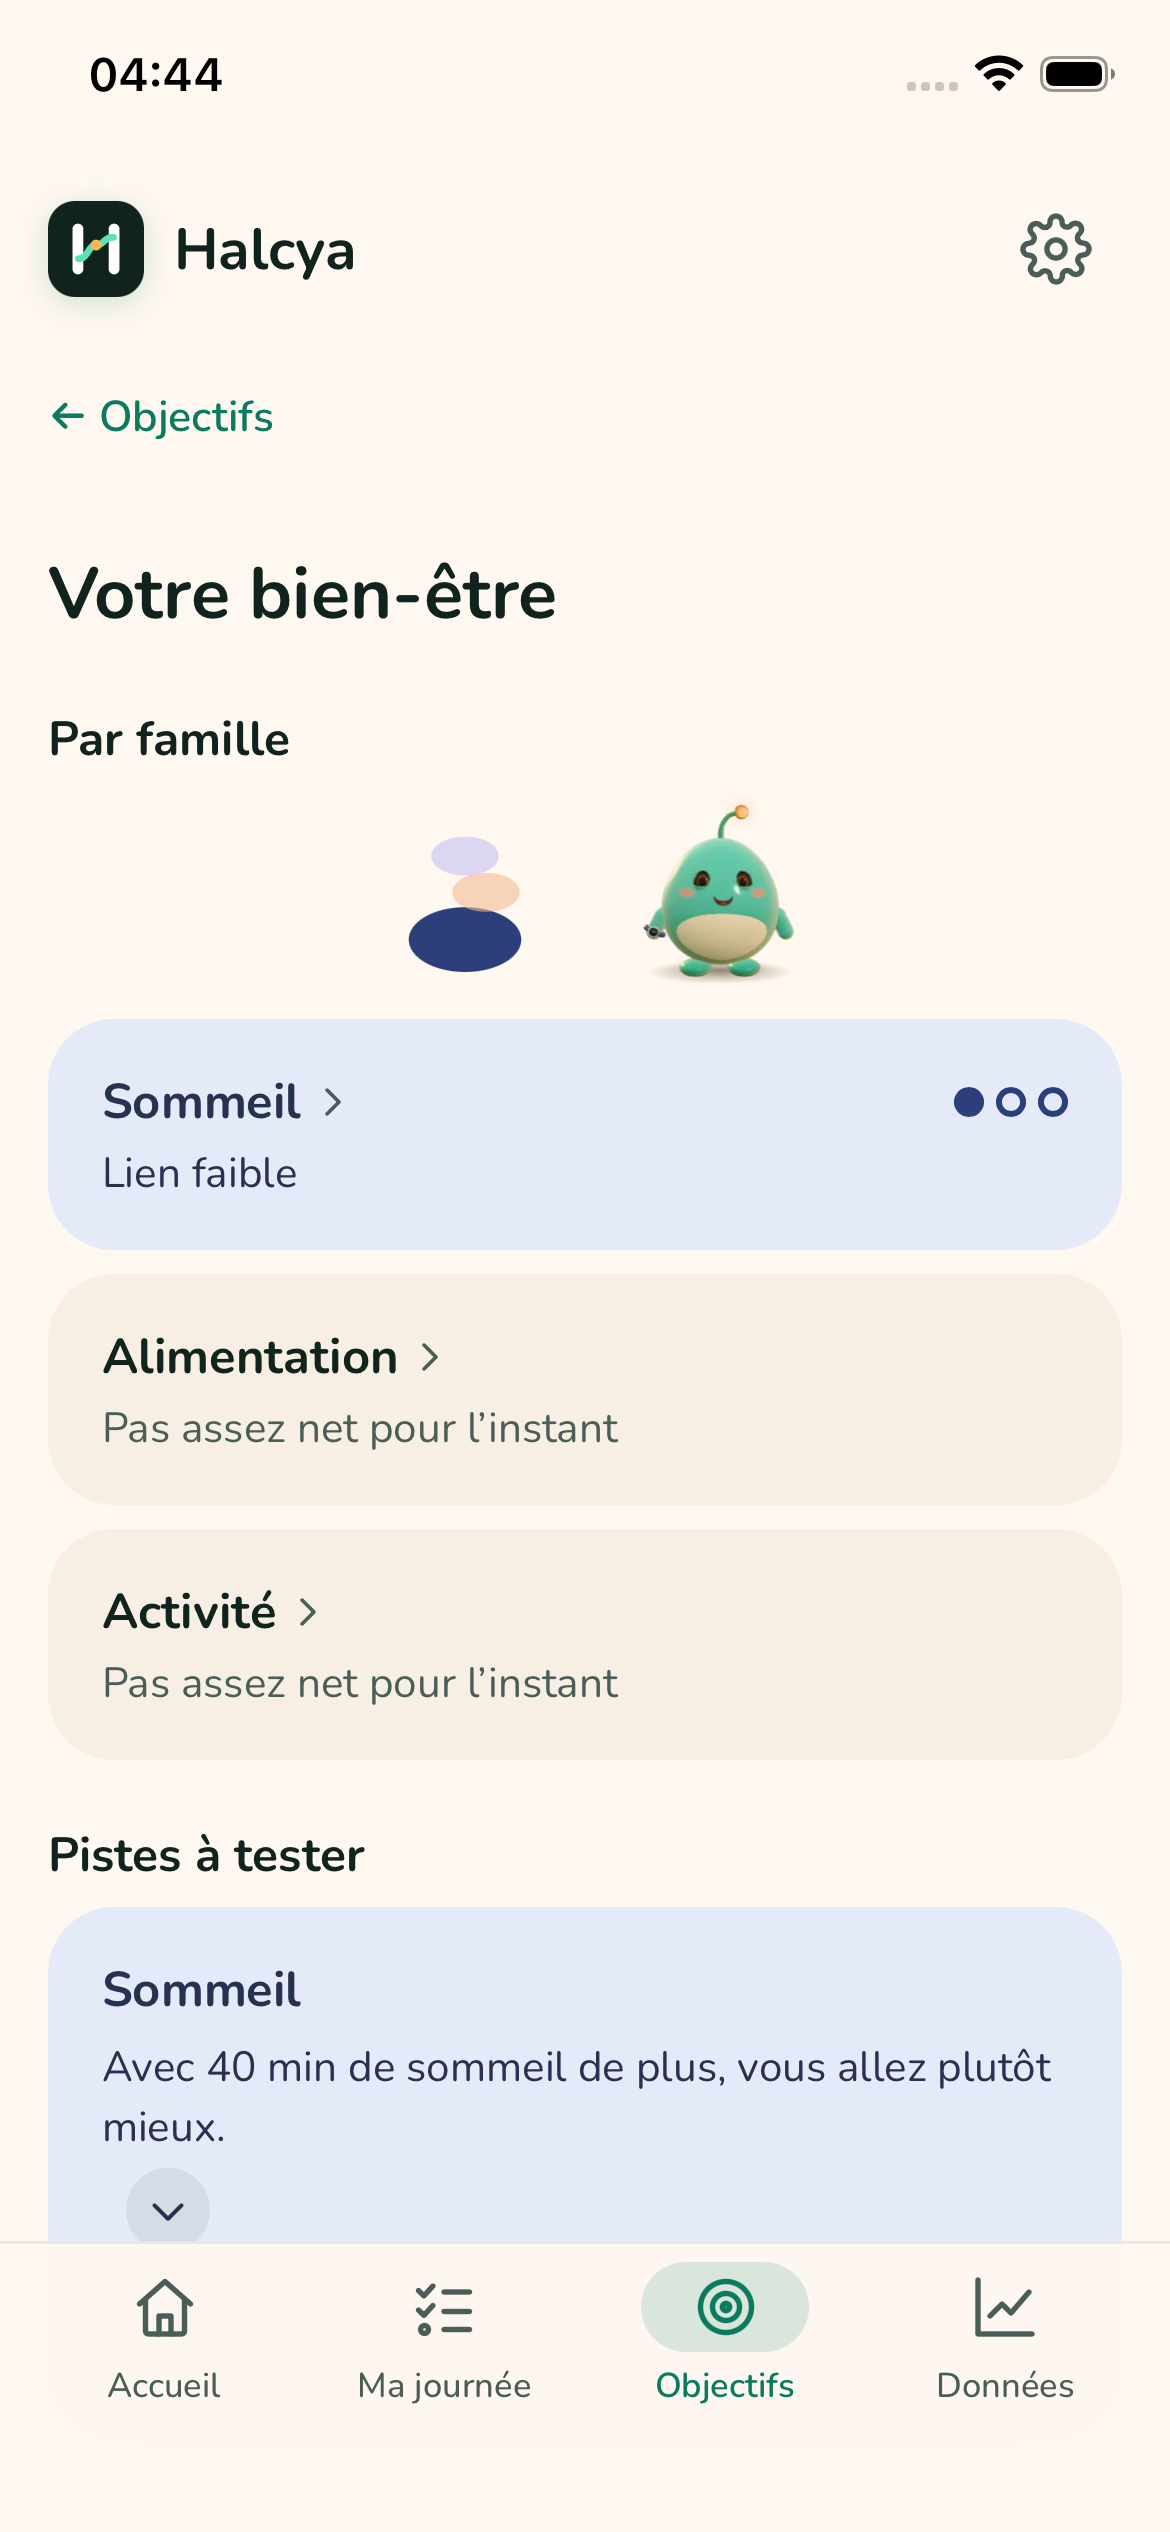 04:44
Halcya
← Objectifs
Votre bien-être
Par famille
Sommeil >
Lien faible
Alimentation >
Pas assez net pour l’instant
Activité >
Pas assez net pour l’instant
Pistes à tester
Sommeil
Avec 40 min de sommeil de plus, vous allez plutôt
mieux.
Accueil
Ma journée
Objectifs
Données